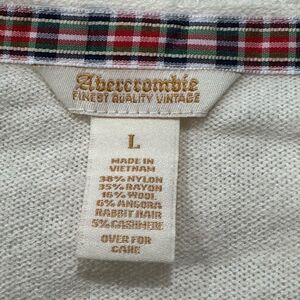 Abercrombie
FINEST QUALITY VINTAGE
L
MADE IN
VIETNAM
38% NYLON
35% RAYON
16% WOOL
6% ANGORA
RABBIT HAIR
5% CASHMERE
OVER FOR
CARE